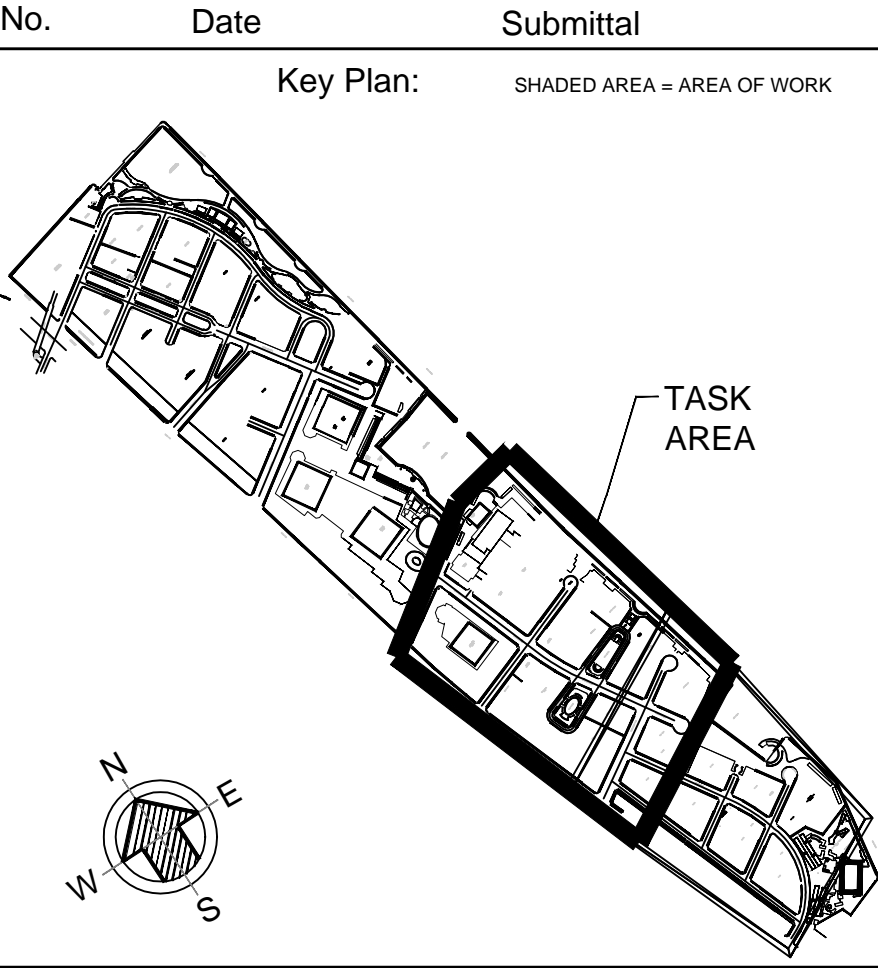 No. Date Submittal
Key Plan: SHADED AREA = AREA OF WORK
TASK
AREA
N
E
W
S